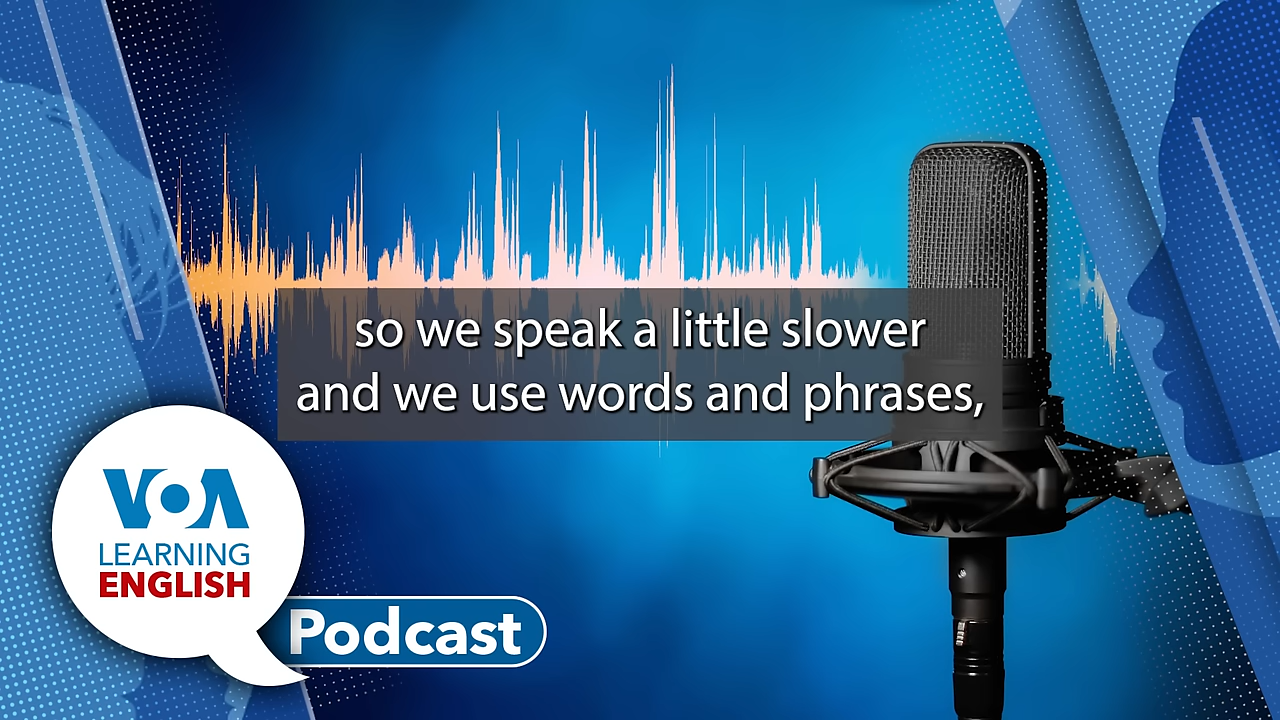 so we speak a little slower
and we use words and phrases,
VOA
LEARNING
ENGLISH
Podcast